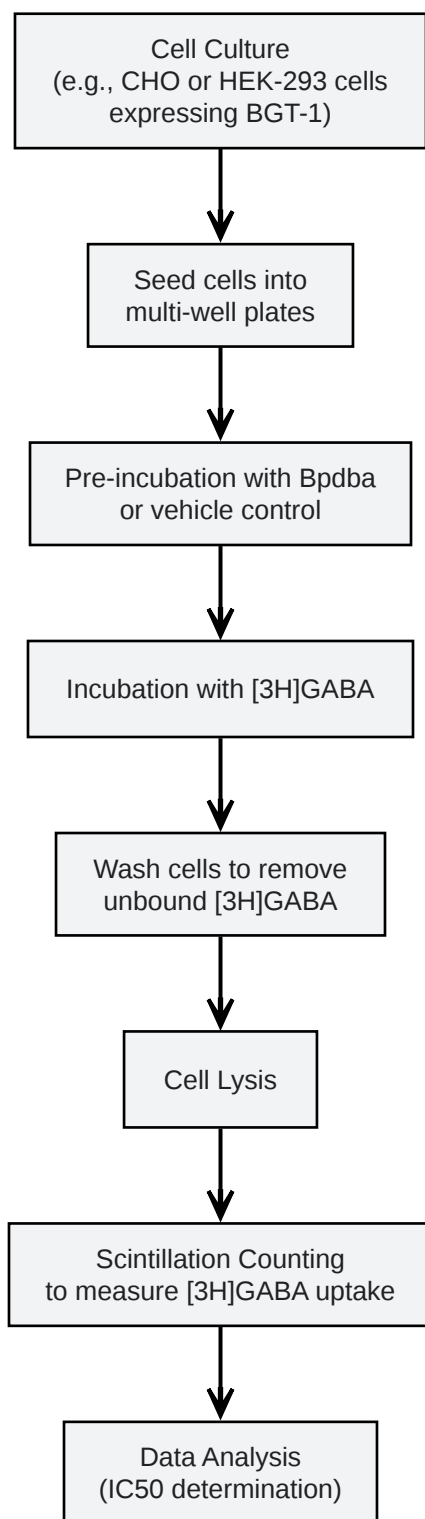 Cell Culture
(e.g., CHO or HEK-293 cells
expressing BGT-1)
Seed cells into
multi-well plates
Pre-incubation with Bpdba
or vehicle control
Incubation with [3H]GABA
Wash cells to remove
unbound [3H]GABA
Cell Lysis
Scintillation Counting
to measure [3H]GABA uptake
Data Analysis
(IC50 determination)